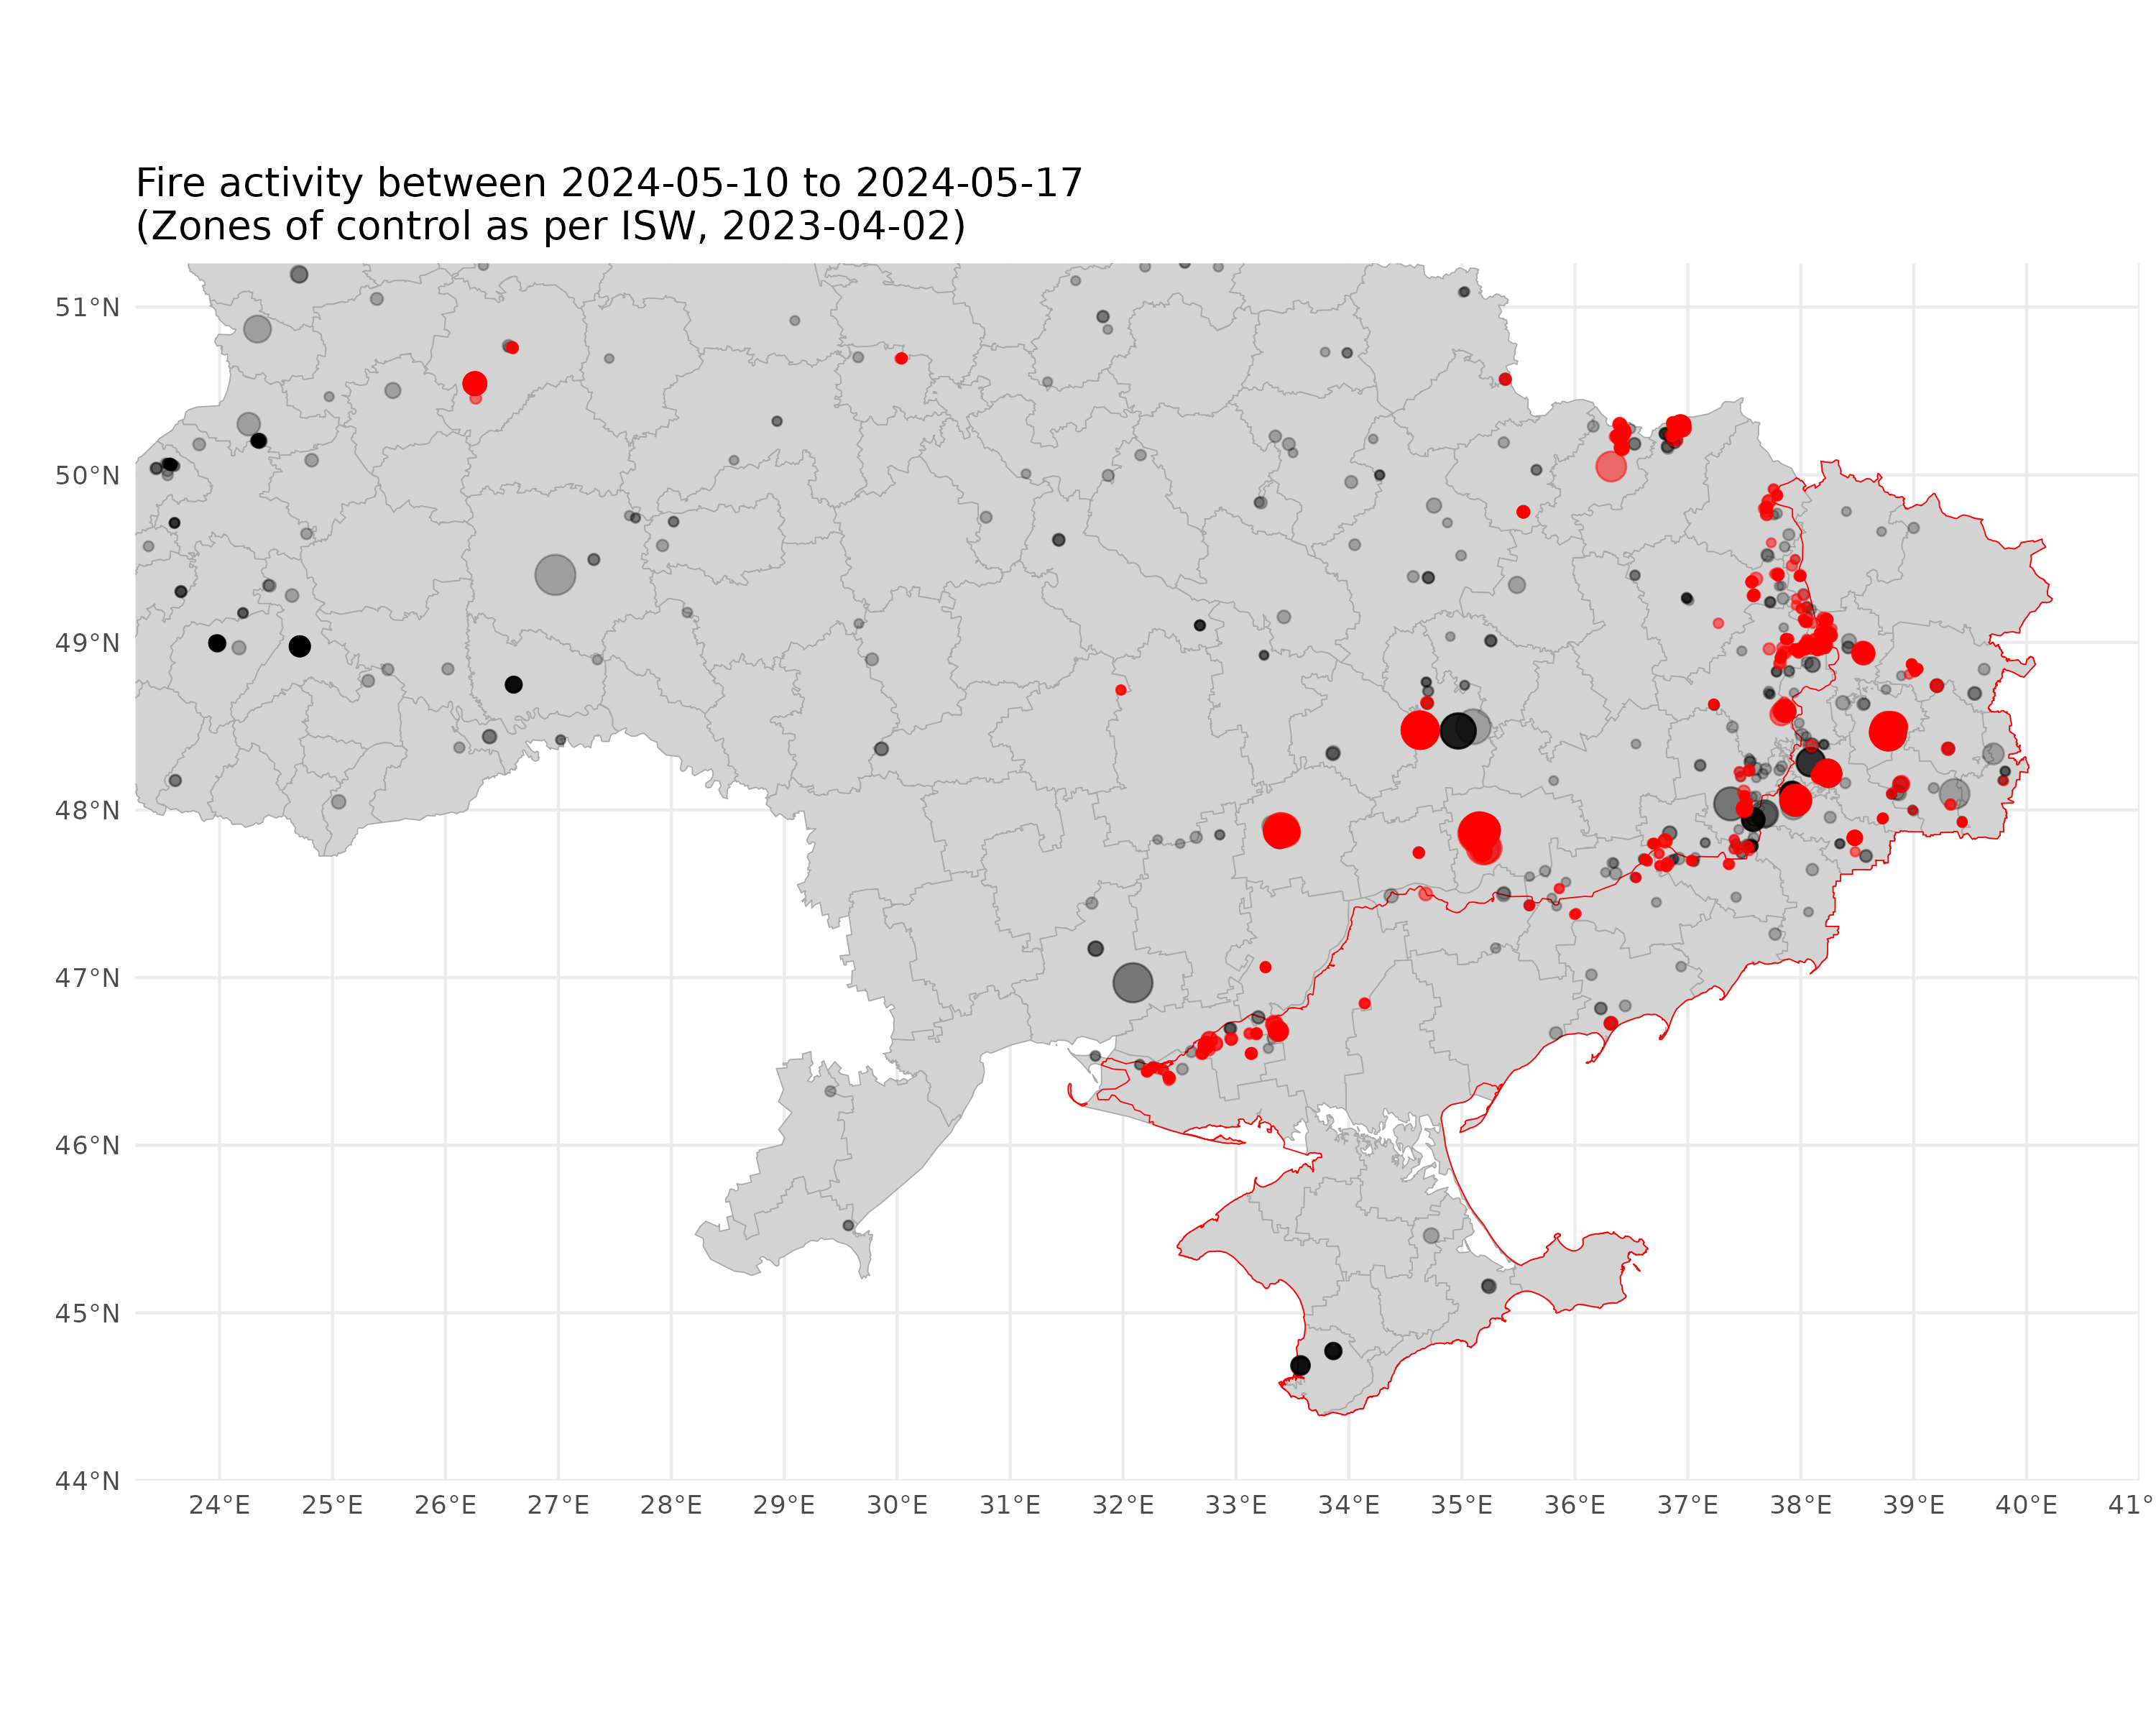 Fire activity between 2024-05-10 to 2024-05-17
(Zones of control as per ISW, 2023-04-02)
51°N
50°N
49°N
48°N
47°N
46°N
45°N
44°N
24°E 25°E 26°E 27°E 28°E 29°E 30°E 31°E 32°E 33°E 34°E 35°E 36°E 37°E 38°E 39°E 40°E 41°